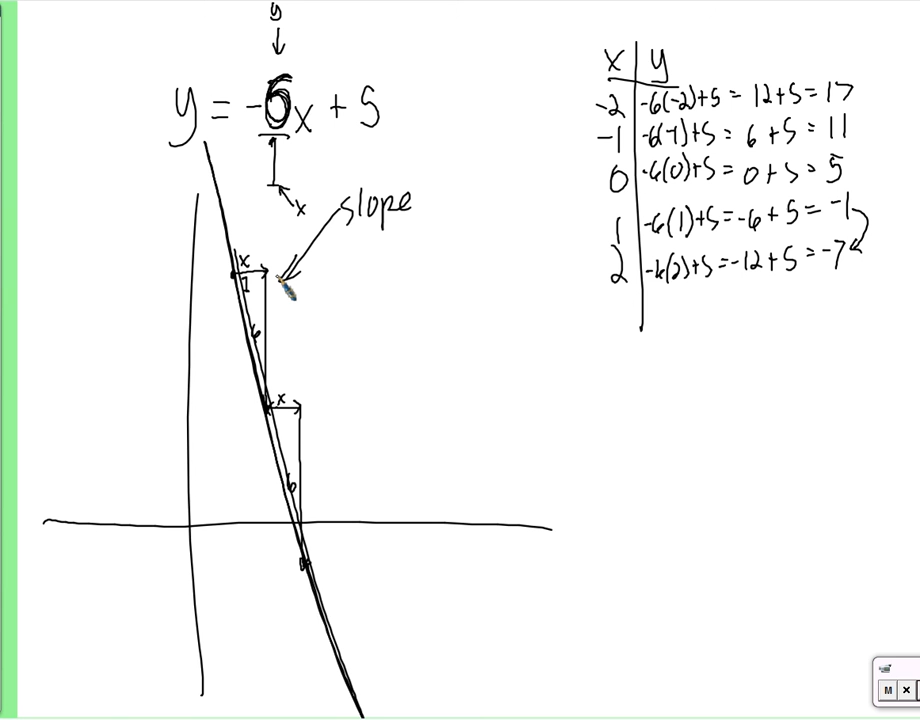 y
y = -6x + 5
1
x
slope
x
1
6
x
6
x y
-2 -6(-2)+5 = 12+5=17
-1 -6(-1)+5= 6+5= 11
0 -6(0)+5= 0+5= 5
1 -6(1)+5=-6+5= -1
2 -6(2)+5=-12+5=-7
M X